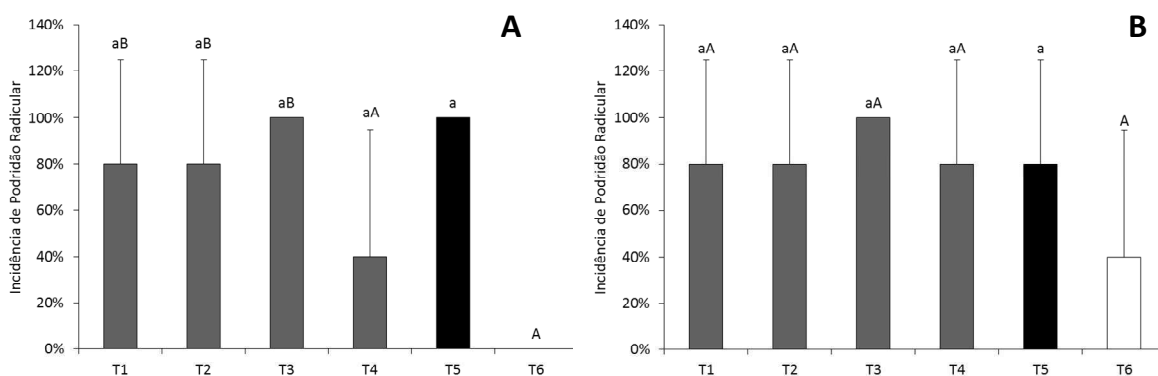 A
140%
120%
100%
80%
60%
40%
20%
0%
Incidência de Podridão Radicular
aB
aB
aB
aA
a
A
T1
T2
T3
T4
T5
T6
B
140%
120%
100%
80%
60%
40%
20%
0%
Incidência de Podridão Radicular
aA
aA
aA
aA
a
A
T1
T2
T3
T4
T5
T6